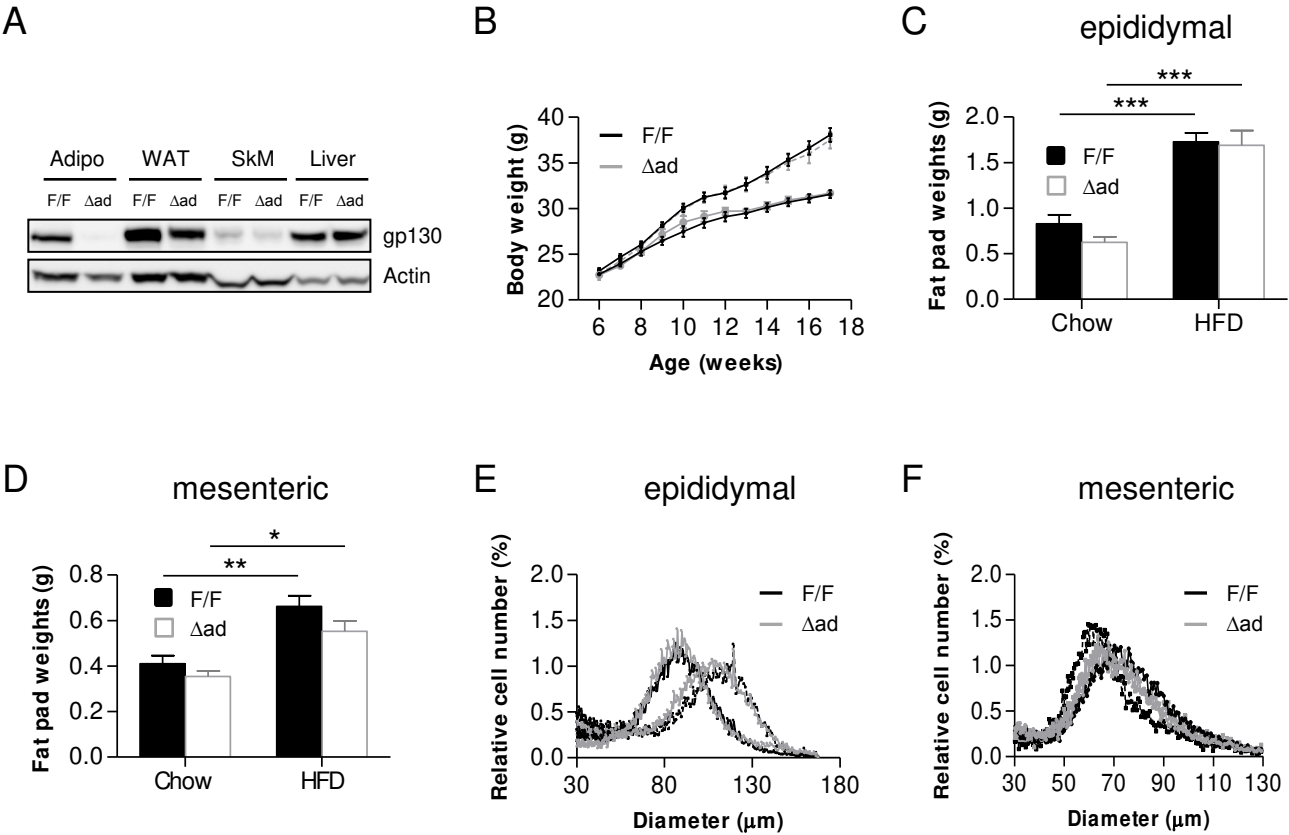 A
Adipo WAT SkM Liver
F/F Δad F/F Δad F/F Δad F/F Δad
gp130
Actin
B
Body weight (g)
40
35
30
25
20
F/F
Δad
6 8 10 12 14 16 18
Age (weeks)
C
epididymal
***
***
Fat pad weights (g)
2.0
1.5
1.0
0.5
0.0
F/F
Δad
Chow HFD
D
mesenteric
*
**
Fat pad weights (g)
0.8
0.6
0.4
0.2
0.0
F/F
Δad
Chow HFD
E
epididymal
Relative cell number (%)
2.0
1.5
1.0
0.5
0.0
F/F
Δad
30 80 130 180
Diameter (μm)
F
mesenteric
Relative cell number (%)
2.0
1.5
1.0
0.5
0.0
F/F
Δad
30 50 70 90 110 130
Diameter (μm)